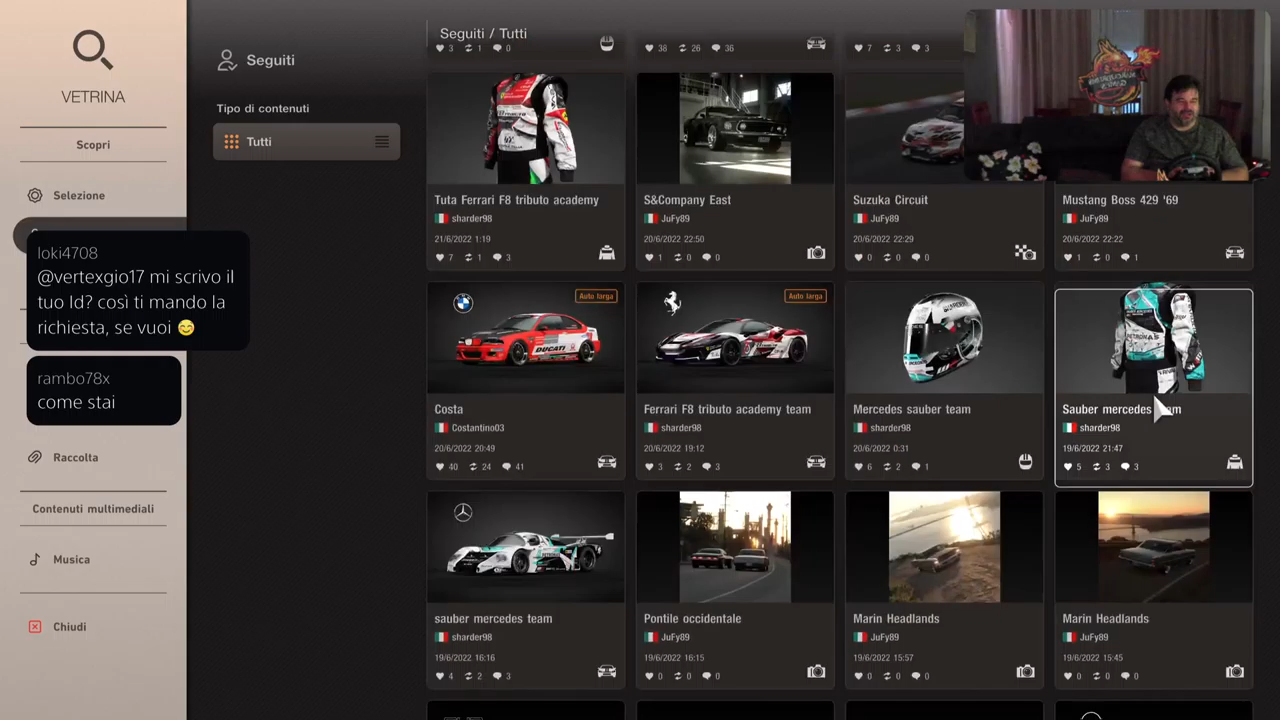 VETRINA
Scopri
Selezione
loki4708
@vertexgio17 mi scrivo il
tuo Id? così ti mando la
richiesta, se vuoi 😊
rambo78x
come stai
Raccolta
Contenuti multimediali
Musica
Chiudi
Seguiti
Tipo di contenuti
Tutti
Seguiti / Tutti
3 1 0
38 26 36
7 3 3
Tuta Ferrari F8 tributo academy
sharder98
21/6/2022 1:19
7 1 3
S&Company East
JuFy89
20/6/2022 22:50
1 0 0
Suzuka Circuit
JuFy89
20/6/2022 22:29
0 0 0
Mustang Boss 429 '69
JuFy89
20/6/2022 22:22
1 0 1
Auto larga
DUCATI
Costa
Costantino03
20/6/2022 20:49
40 24 41
Auto larga
Ferrari F8 tributo academy team
sharder98
20/6/2022 19:12
3 2 3
Mercedes sauber team
sharder98
20/6/2022 0:31
6 2 1
PETRONAS
Sauber mercedes team
sharder98
19/6/2022 21:47
5 3 3
sauber mercedes team
sharder98
19/6/2022 16:16
4 2 3
Pontile occidentale
JuFy89
19/6/2022 16:15
0 0 0
Marin Headlands
JuFy89
19/6/2022 15:57
0 0 0
Marin Headlands
JuFy89
19/6/2022 15:45
0 0 0